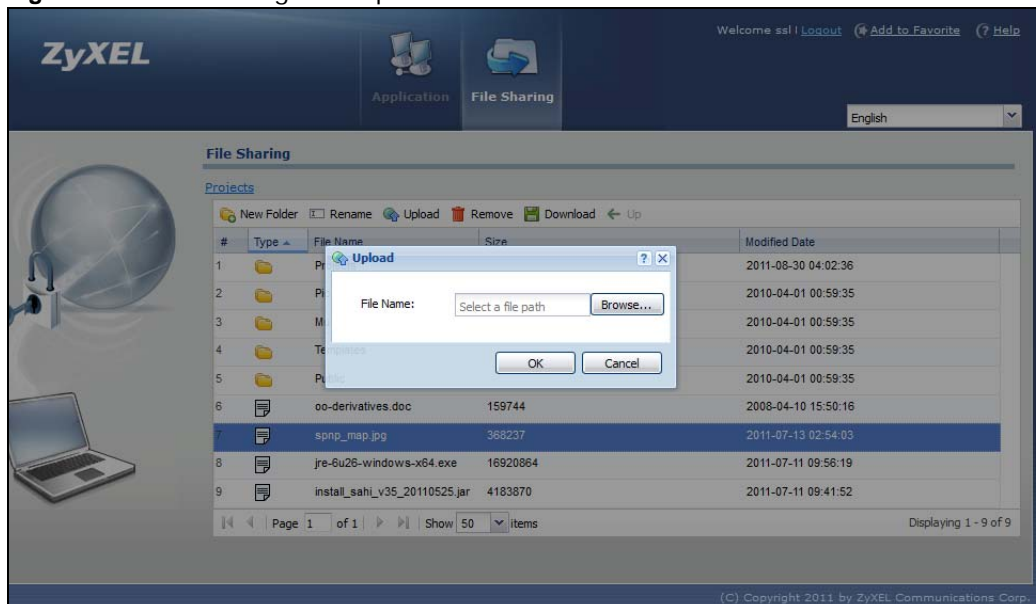 Welcome ssl | Logout Add to Favorite ? Help
ZyXEL
Application
File Sharing
English
File Sharing
Projects
New Folder Rename Upload Remove Download Up
# Type File Name Size Modified Date
1 2011-08-30 04:02:36
2 2010-04-01 00:59:35
3 2010-04-01 00:59:35
4 Templates 2010-04-01 00:59:35
5 Public 2010-04-01 00:59:35
Upload ?
File Name: Select a file path Browse...
OK Cancel
6 oo-derivatives.doc 159744 2008-04-10 15:50:16
7 spnp_map.jpg 368237 2011-07-13 02:54:03
8 jre-6u26-windows-x64.exe 16920864 2011-07-11 09:56:19
9 install_sahi_v35_20110525.jar 4183870 2011-07-11 09:41:52
Page 1 of 1 Show 50 items Displaying 1 - 9 of 9
(C) Copyright 2011 by ZyXEL Communications Corp.